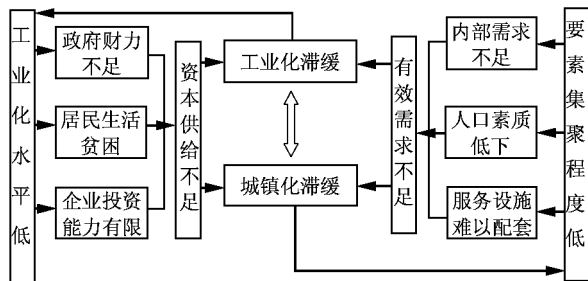 工业化水平低
政府财力
不足
居民生活
贫困
企业投资
能力有限
资本供给不足
工业化滞缓
城镇化滞缓
有效需求不足
内部需求
不足
人口素质
低下
服务设施
难以配套
要素集聚程度低